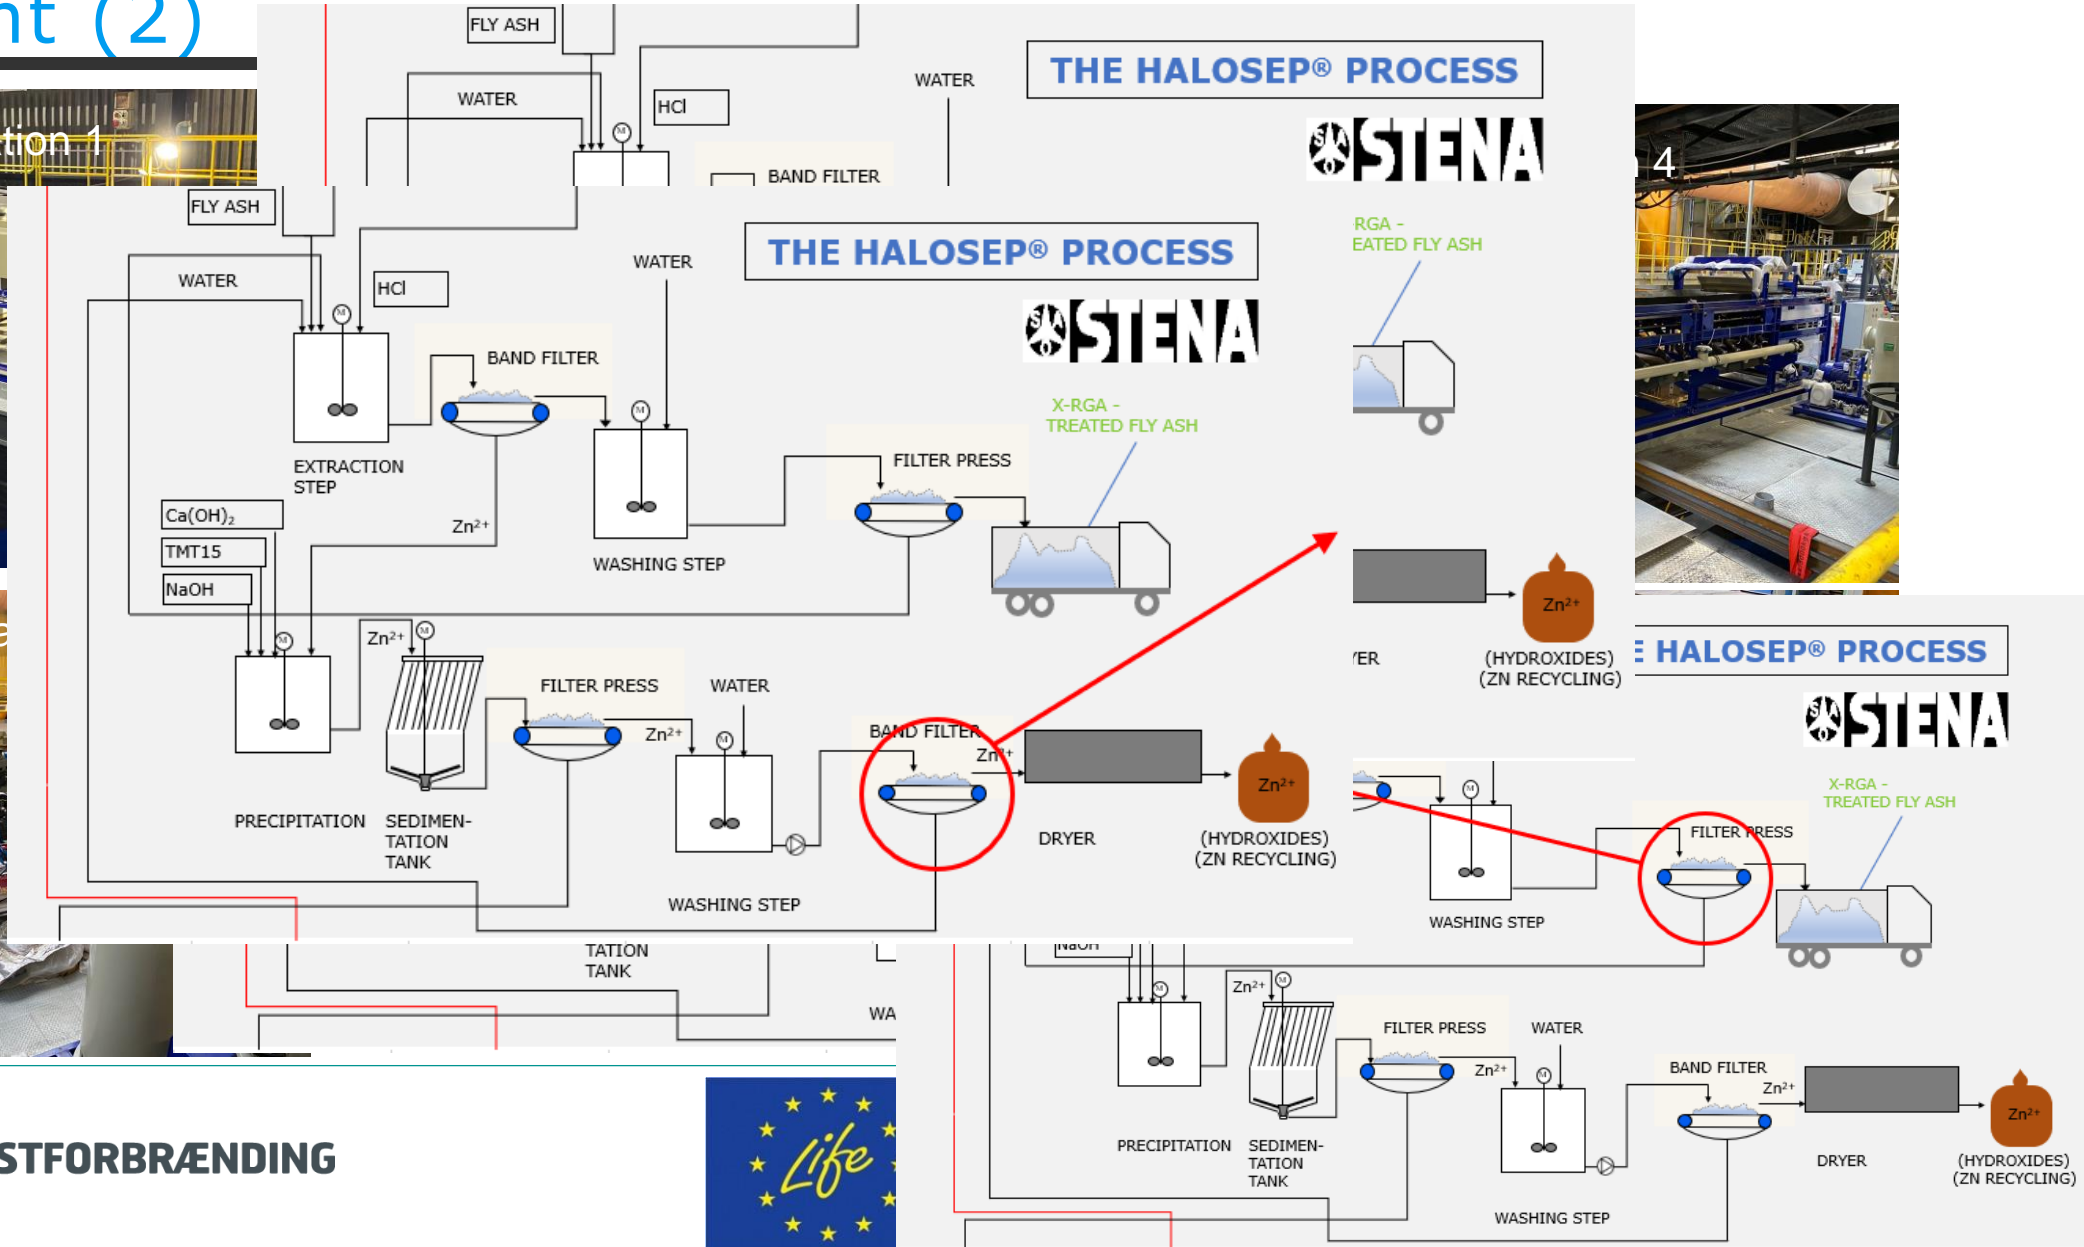 (2)
FLY ASH
WATER
HCl
M
BAND FILTER
WATER
THE HALOSEP® PROCESS
STENA
RGA -
EATED FLY ASH
Zn²⁺
(HYDROXIDES)
(ZN RECYCLING)
4
FLY ASH
WATER
HCl
M
BAND FILTER
WATER
THE HALOSEP® PROCESS
STENA
EXTRACTION
STEP
M
X-RGA -
TREATED FLY ASH
FILTER PRESS
Ca(OH)₂
TMT15
NaOH
Zn²⁺
WASHING STEP
M
Zn²⁺
M
FILTER PRESS
Zn²⁺
WATER
M
BAND FILTER
Zn²⁺
Zn²⁺
PRECIPITATION
SEDIMEN-
TATION
TANK
DRYER
(HYDROXIDES)
(ZN RECYCLING)
WASHING STEP
TATION
TANK
HALOSEP® PROCESS
STENA
X-RGA -
TREATED FLY ASH
M
FILTER PRESS
WASHING STEP
NaOH
M
Zn²⁺
M
FILTER PRESS
Zn²⁺
WATER
M
BAND FILTER
Zn²⁺
Zn²⁺
PRECIPITATION
SEDIMEN-
TATION
TANK
DRYER
(HYDROXIDES)
(ZN RECYCLING)
WASHING STEP
STFORBRÆNDING
Life